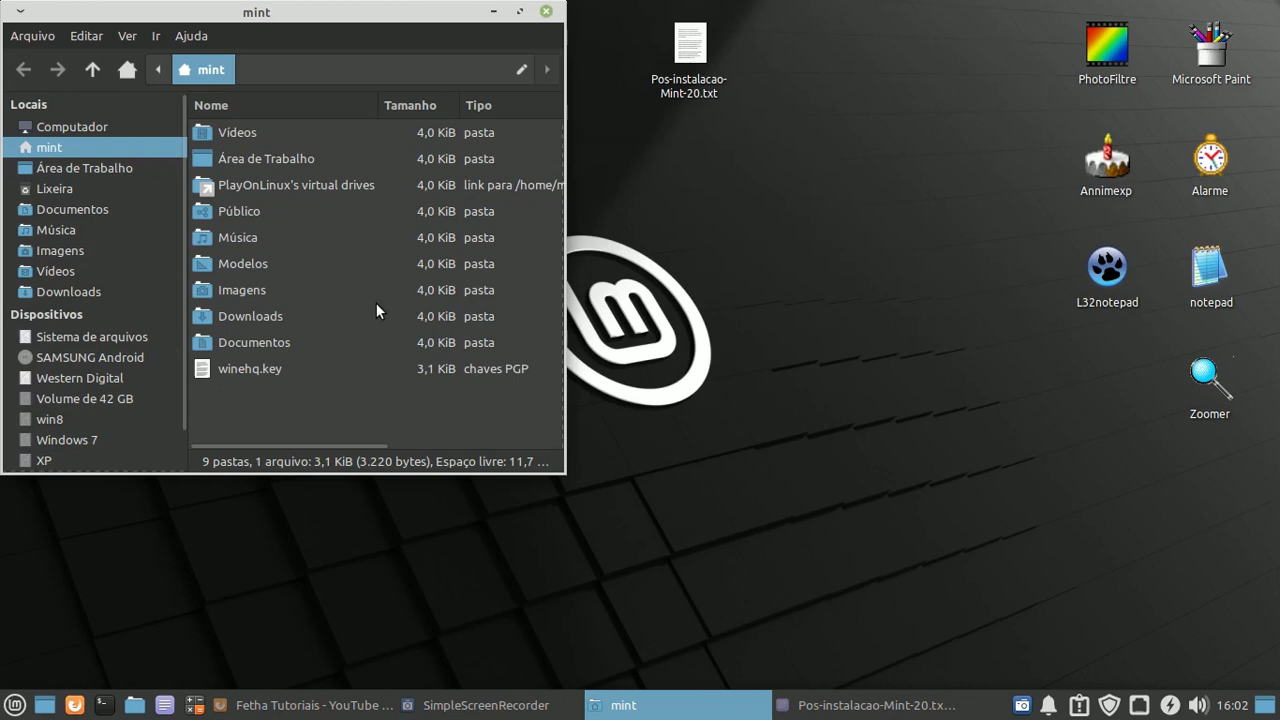 mint
Arquivo Editar Ver Ir Ajuda
mint
Locais
Computador
mint
Área de Trabalho
Lixeira
Documentos
Música
Imagens
Vídeos
Downloads
Dispositivos
Sistema de arquivos
SAMSUNG Android
Western Digital
Volume de 42 GB
win8
Windows 7
XP
Nome Tamanho Tipo
Vídeos 4,0 KiB pasta
Área de Trabalho 4,0 KiB pasta
PlayOnLinux's virtual drives 4,0 KiB link para /home/m
Público 4,0 KiB pasta
Música 4,0 KiB pasta
Modelos 4,0 KiB pasta
Imagens 4,0 KiB pasta
Downloads 4,0 KiB pasta
Documentos 4,0 KiB pasta
winehq.key 3,1 KiB chaves PGP
9 pastas, 1 arquivo: 3,1 KiB (3.220 bytes), Espaço livre: 11,7 ...
Pos-instalacao-
Mint-20.txt
PhotoFiltre
Microsoft Paint
Annimexp
Alarme
L32notepad
notepad
Zoomer
Fetha Tutoriais - YouTube ...
SimpleScreenRecorder
mint
Pos-instalacao-Mint-20.tx...
16:02